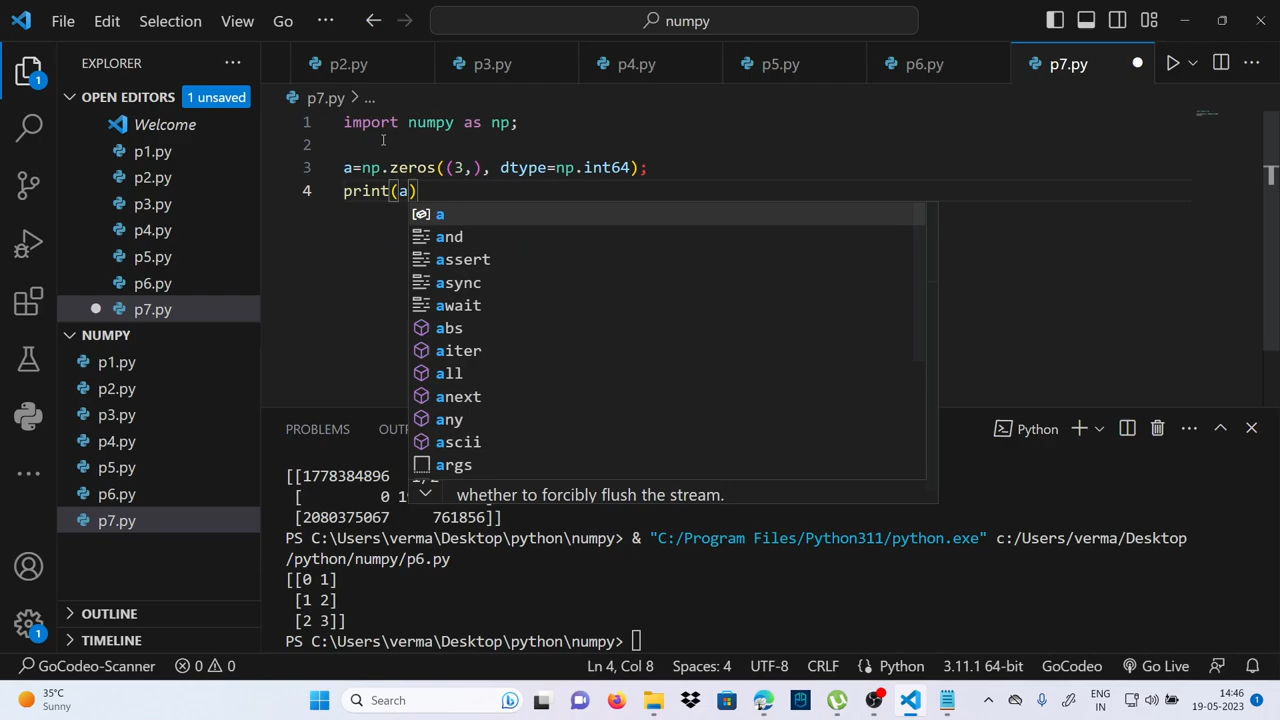 File Edit Selection View Go ··· numpy
EXPLORER ··· p2.py p3.py p4.py p5.py p6.py p7.py ···
1
OPEN EDITORS 1 unsaved
p7.py > ...
Welcome
p1.py
p2.py
p3.py
p4.py
p5.py
p6.py
p7.py
NUMPY
p1.py
p2.py
p3.py
p4.py
p5.py
p6.py
p7.py
OUTLINE
TIMELINE
1 import numpy as np;
2
3 a=np.zeros((3,), dtype=np.int64);
4 print(a)
a
and
assert
async
await
abs
aiter
all
anext
any
ascii
args
whether to forcibly flush the stream.
PROBLEMS Python
[[1778384896
[ 0
[2080375067 761856]]
PS C:\Users\verma\Desktop\python\numpy> & "C:/Program Files/Python311/python.exe" c:/Users/verma/Desktop
/python/numpy/p6.py
[[0 1]
[1 2]
[2 3]]
PS C:\Users\verma\Desktop\python\numpy>
1
GoCodeo-Scanner 0 0 Ln 4, Col 8 Spaces: 4 UTF-8 CRLF Python 3.11.1 64-bit GoCodeo Go Live
35°C
Sunny
Search
ENG
IN
14:46
19-05-2023
1